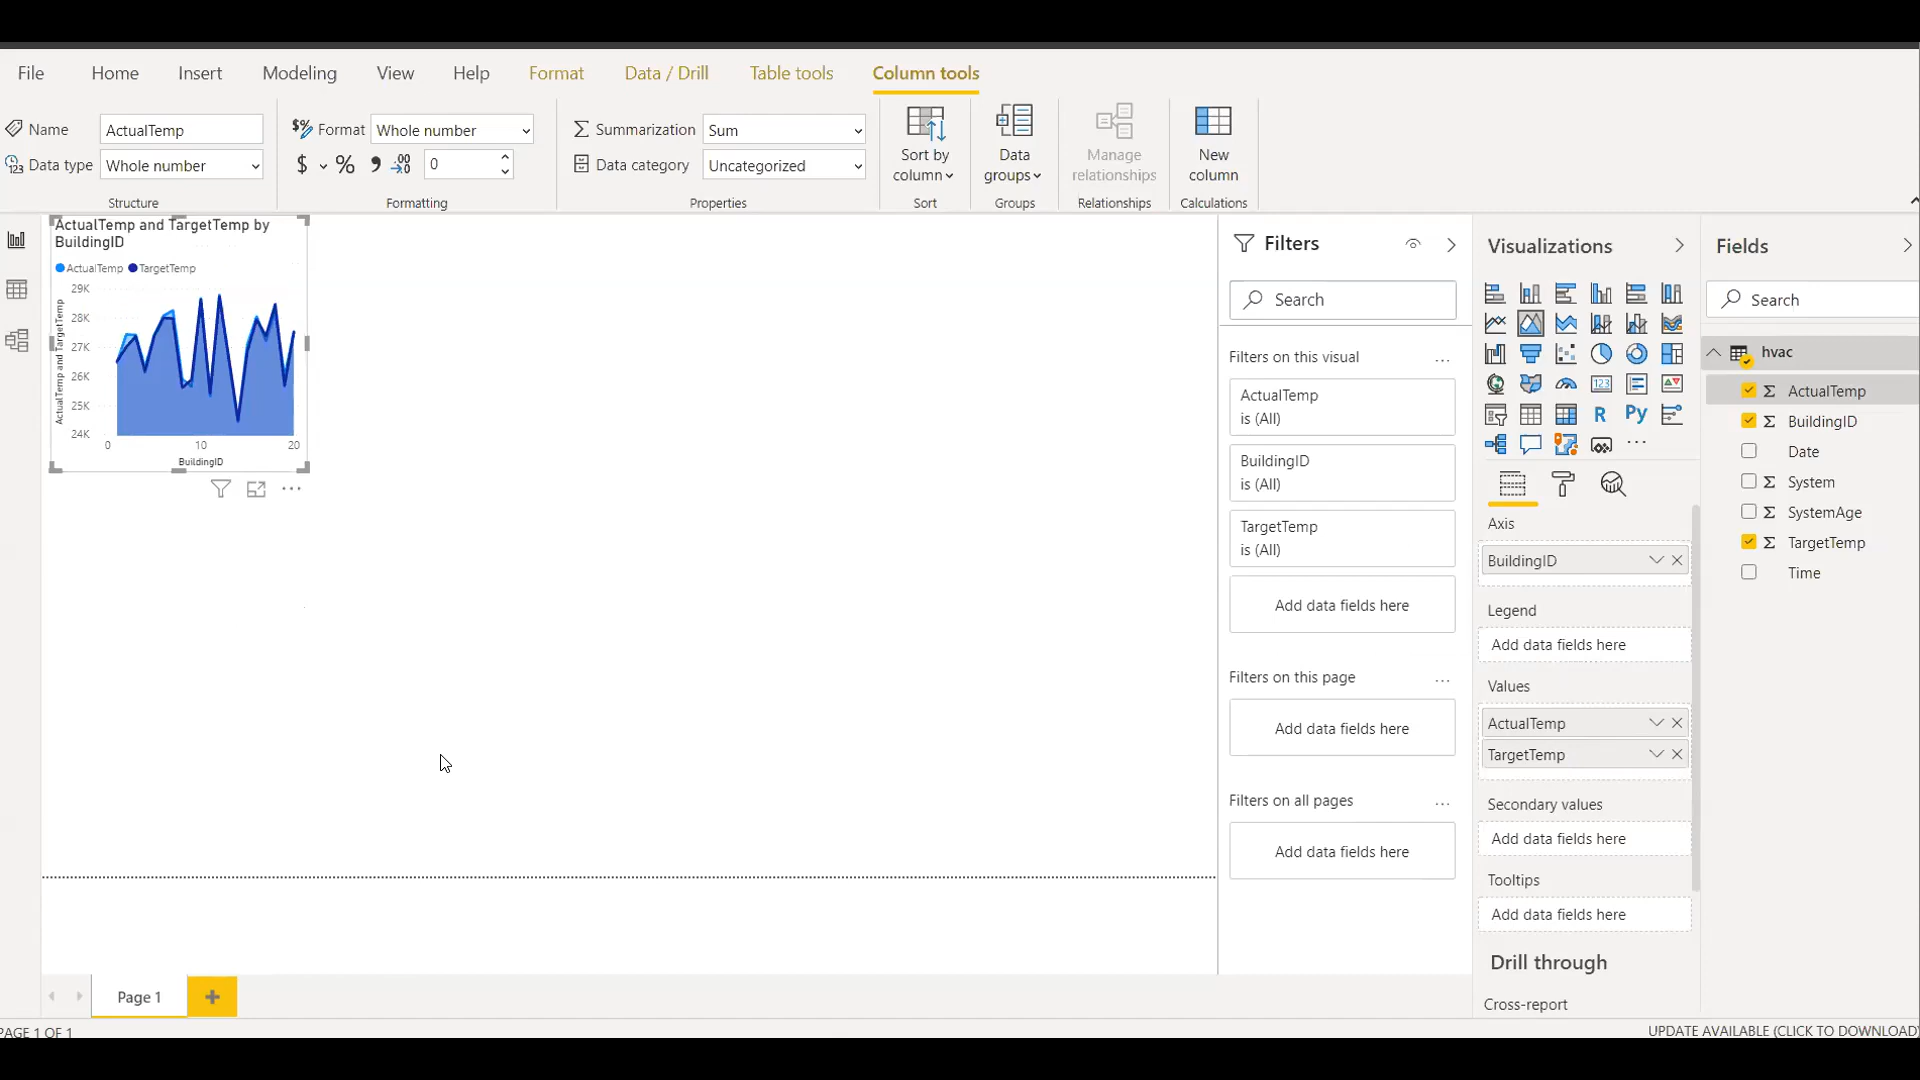 File Home Insert Modeling View Help Format Data / Drill Table tools Column tools
Name ActualTemp Format Whole number Summarization Sum
Data type Whole number $ % 0 Data category Uncategorized
Sort by column
Data groups
Manage relationships
New column
Structure Formatting Properties Sort Groups Relationships Calculations
ActualTemp and TargetTemp by
BuildingID
ActualTemp TargetTemp
ActualTemp and TargetTemp
29K
28K
27K
26K
25K
24K
0 10 20
BuildingID
Filters
Search
Filters on this visual ...
ActualTemp
is (All)
BuildingID
is (All)
TargetTemp
is (All)
Add data fields here
Filters on this page ...
Add data fields here
Filters on all pages ...
Add data fields here
Visualizations
123
R Py
...
Axis
BuildingID
Legend
Add data fields here
Values
ActualTemp
TargetTemp
Secondary values
Add data fields here
Tooltips
Add data fields here
Drill through
Cross-report
Fields
Search
hvac
ActualTemp
BuildingID
Date
System
SystemAge
TargetTemp
Time
Page 1
PAGE 1 OF 1
UPDATE AVAILABLE (CLICK TO DOWNLOAD)